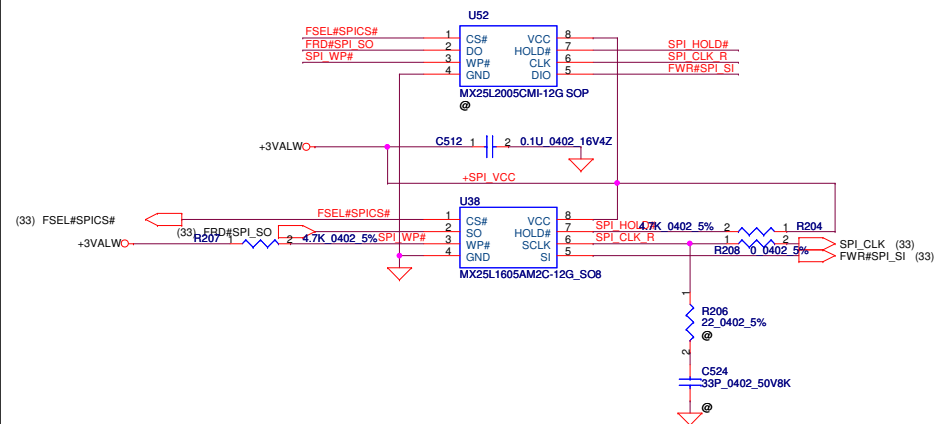 U52
FSEL#SPICS# 1 CS# VCC 8
FRD#SPI_SO 2 DO HOLD# 7 SPI_HOLD#
SPI_WP# 3 WP# CLK 6 SPI_CLK_R
4 GND DIO 5 FWR#SPI_SI
MX25L2005CMI-12G SOP
@
+3VALW C512 1 2 0.1U_0402_16V4Z
+SPI_VCC
U38
(33) FSEL#SPICS# FSEL#SPICS# 1 CS# VCC 8
(33) FRD#SPI_SO 2 SO HOLD# 7 SPI_HOLD# 4.7K_0402_5% 2 1 R204
+3VALW R207 1 2 4.7K_0402_5% SPI_WP# 3 WP# SCLK 6 SPI_CLK_R 1 2 SPI_CLK (33)
4 GND SI 5 R208 0_0402_5% FWR#SPI_SI (33)
MX25L1605AM2C-12G_SO8
1
R206
22_0402_5%
@
2
C524
33P_0402_50V8K
@